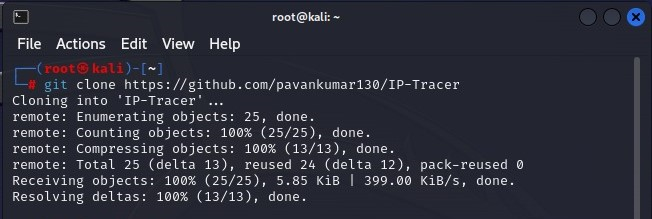 root@kali: ~
File Actions Edit View Help
┌──(root㉿kali)-[~]
└─# git clone https://github.com/pavankumar130/IP-Tracer
Cloning into 'IP-Tracer'...
remote: Enumerating objects: 25, done.
remote: Counting objects: 100% (25/25), done.
remote: Compressing objects: 100% (13/13), done.
remote: Total 25 (delta 13), reused 24 (delta 12), pack-reused 0
Receiving objects: 100% (25/25), 5.85 KiB | 399.00 KiB/s, done.
Resolving deltas: 100% (13/13), done.